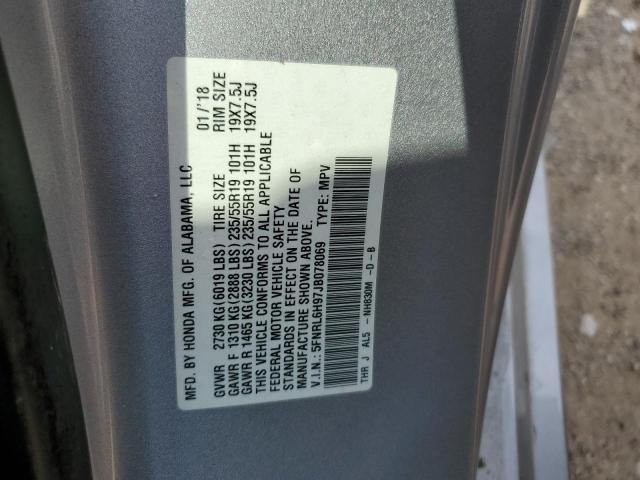 MFD. BY HONDA MFG. OF ALABAMA, LLC 01/'18
GVWR 2730 KG(6019 LBS) TIRE SIZE RIM SIZE
GAWR F 1310 KG(2888 LBS)235/55R19 101H 19X7.5J
GAWR R 1465 KG(3230 LBS)235/55R19 101H 19X7.5J
THIS VEHICLE CONFORMS TO ALL APPLICABLE
FEDERAL MOTOR VEHICLE SAFETY
STANDARDS IN EFFECT ON THE DATE OF
MANUFACTURE SHOWN ABOVE.
V.I.N.: 5FNRL6H97JB078069 TYPE: MPV
THR J AL5 - NH830M -D-B